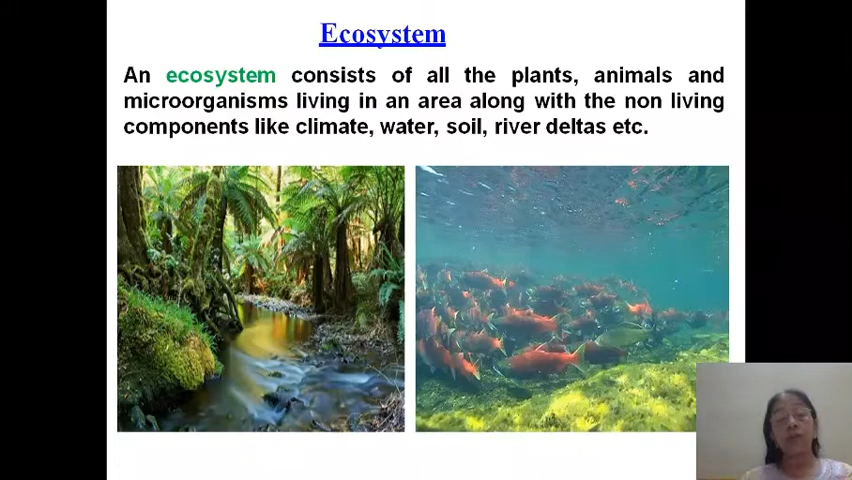 Ecosystem
An ecosystem consists of all the plants, animals and
microorganisms living in an area along with the non living
components like climate, water, soil, river deltas etc.